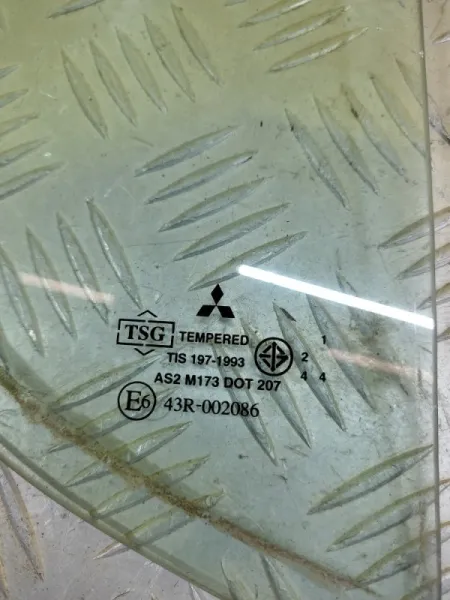 TSG TEMPERED 1
TIS 197-1993 2
AS2 M173 DOT 207 4 4
E6 43R-002086